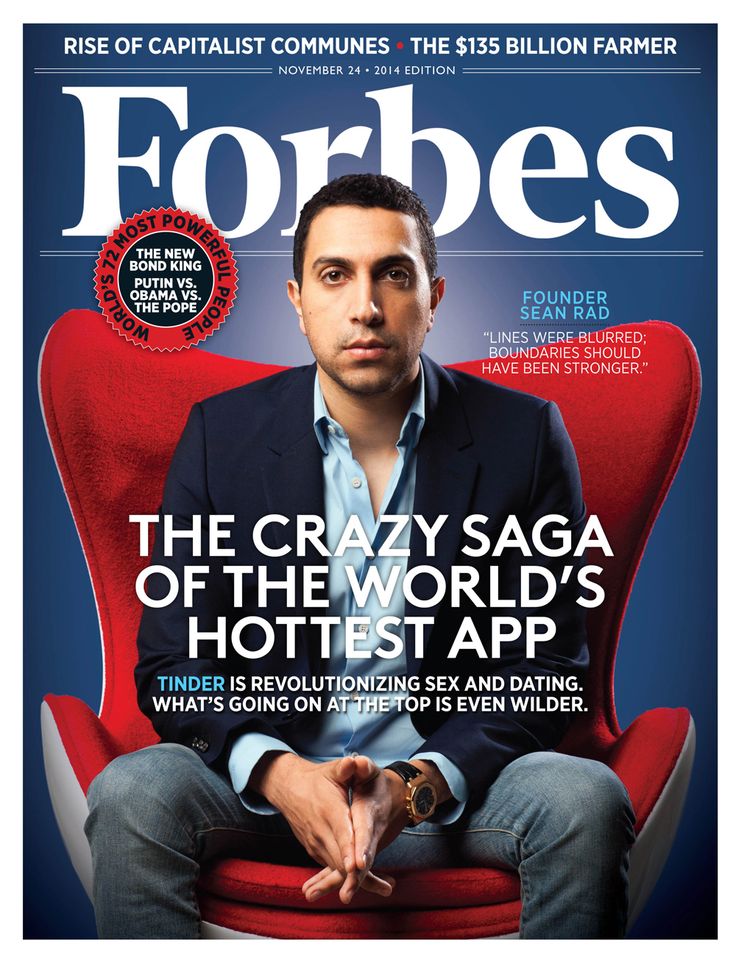 RISE OF CAPITALIST COMMUNES • THE $135 BILLION FARMER
NOVEMBER 24 • 2014 EDITION
Forbes
WORLD'S 72 MOST POWERFUL PEOPLE
THE NEW
BOND KING
PUTIN VS.
OBAMA VS.
THE POPE
FOUNDER
SEAN RAD
“LINES WERE BLURRED;
BOUNDARIES SHOULD
HAVE BEEN STRONGER.”
THE CRAZY SAGA
OF THE WORLD’S
HOTTEST APP
TINDER IS REVOLUTIONIZING SEX AND DATING.
WHAT’S GOING ON AT THE TOP IS EVEN WILDER.